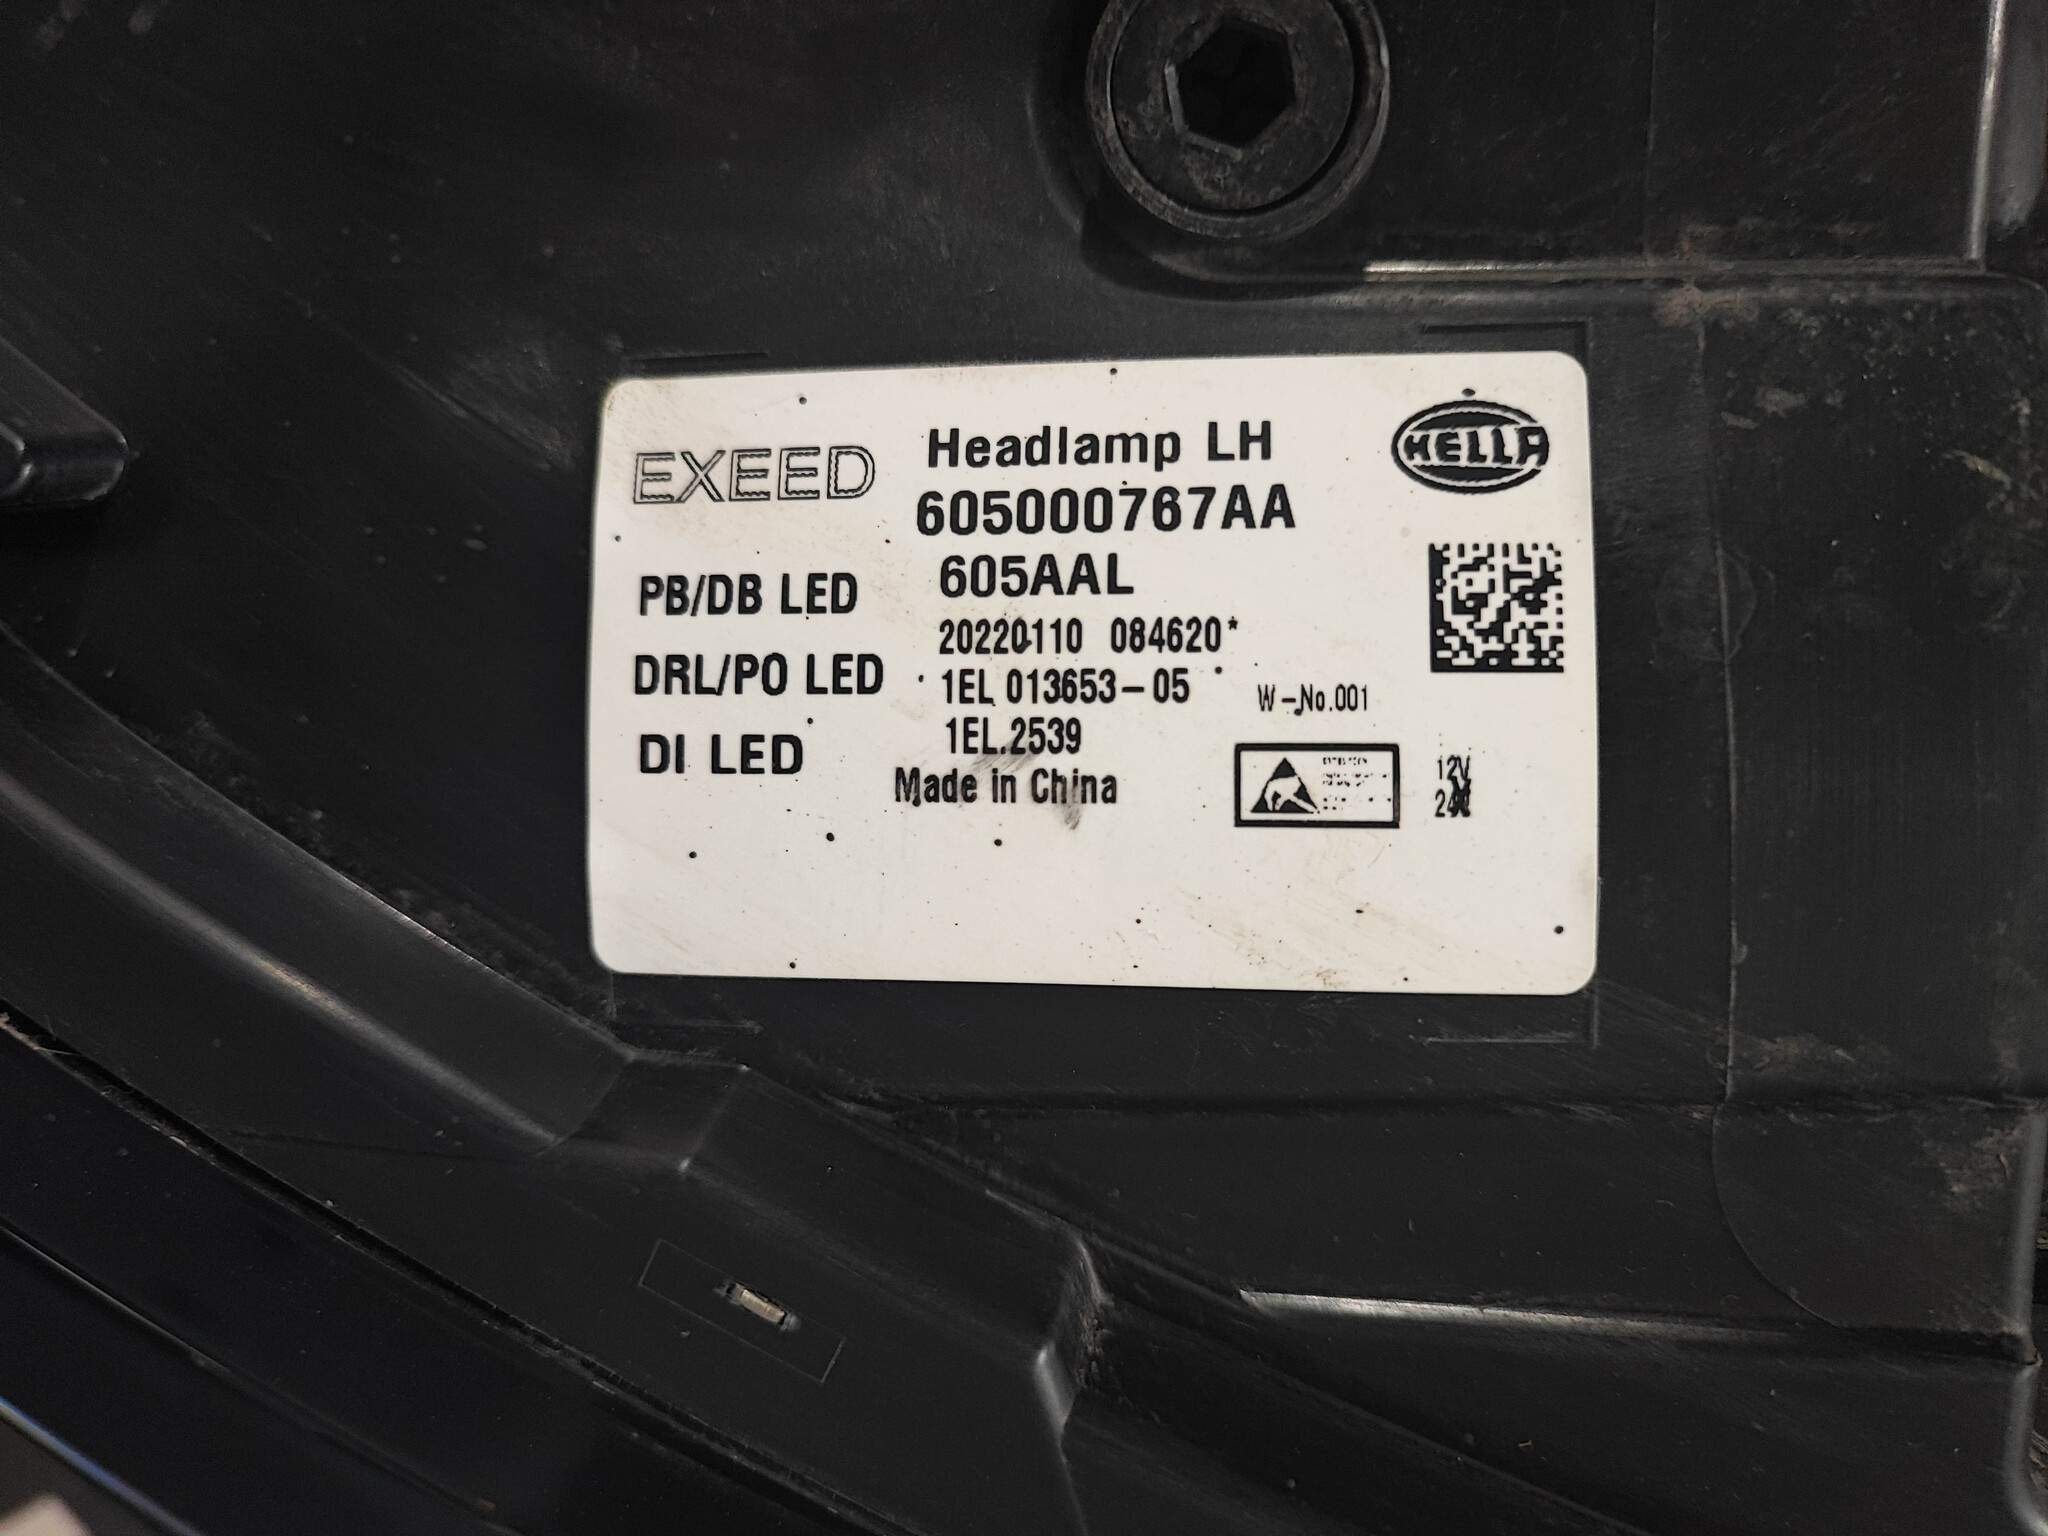 EXEED
Headlamp LH
HELLA
605000767AA
605AAL
PB/DB LED
20220110 084620*
DRL/PO LED
1EL 013653-05
W-No.001
DI LED
1EL.2539
12V
Made in China